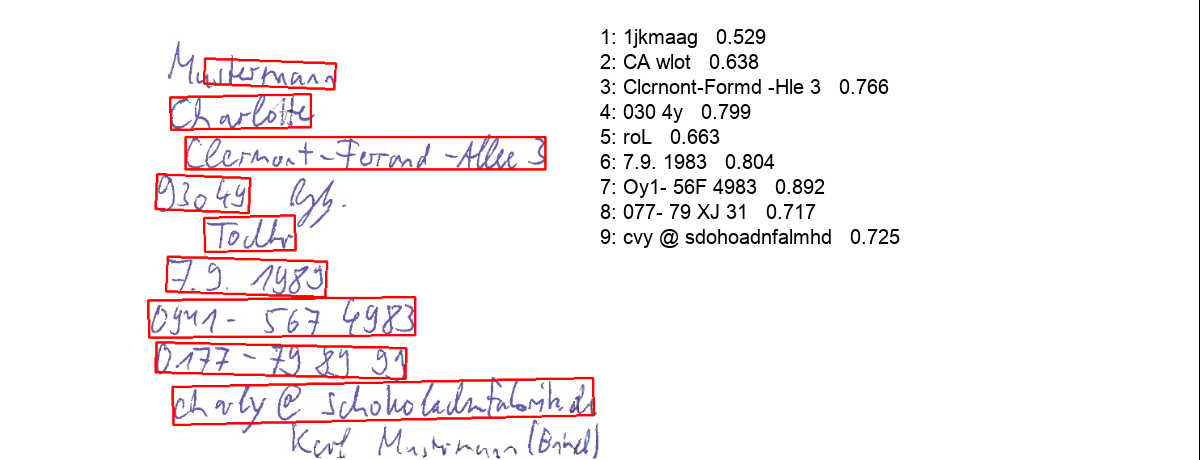 Mustermann 1: 1jkmaag 0.529
Charlotte 2: CA wlot 0.638
Clermont-Ferrand-Allee 3 3: Clcrnont-Formd -Hle 3 0.766
93049 Rgb. 4: 030 4y 0.799
5: roL 0.663
7.9. 1989 6: 7.9. 1983 0.804
0941- 567 4983 7: Oy1- 56F 4983 0.892
0177-79 89 91 8: 077- 79 XJ 31 0.717
charly@schokoladenfabrik.de 9: cvy @ sdohoadnfalmhd 0.725
Karl Mustermann